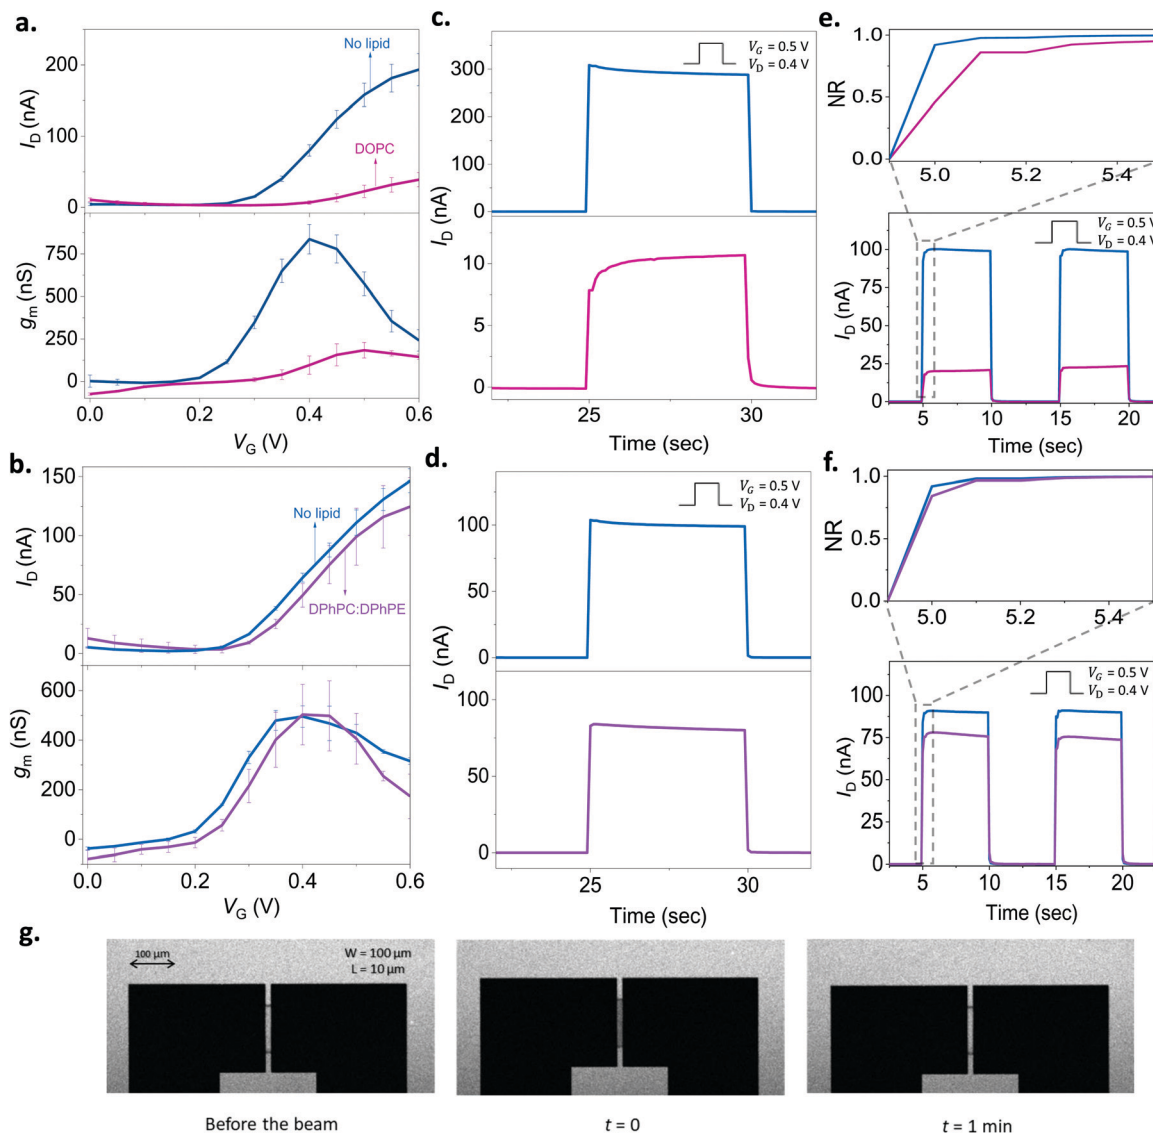 a.
No lipid
DOPC
I_D (nA)
200
100
0
g_m (nS)
750
500
250
0
0.0 0.2 0.4 0.6
V_G (V)
b.
No lipid
DPhPC:DPhPE
I_D (nA)
150
100
50
0
g_m (nS)
600
400
200
0
0.0 0.2 0.4 0.6
V_G (V)
c.
V_G = 0.5 V
V_D = 0.4 V
300
200
100
0
I_D (nA)
10
5
0
25 30
Time (sec)
d.
V_G = 0.5 V
V_D = 0.4 V
100
50
0
I_D (nA)
100
50
0
25 30
Time (sec)
e.
NR
1.0
0.5
0.0
5.0 5.2 5.4
V_G = 0.5 V
V_D = 0.4 V
I_D (nA)
125
100
75
50
25
0
5 10 15 20
Time (sec)
f.
NR
1.0
0.5
0.0
5.0 5.2 5.4
V_G = 0.5 V
V_D = 0.4 V
I_D (nA)
125
100
75
50
25
0
5 10 15 20
Time (sec)
g.
100 μm
W = 100 μm
L = 10 μm
Before the beam
t = 0
t = 1 min